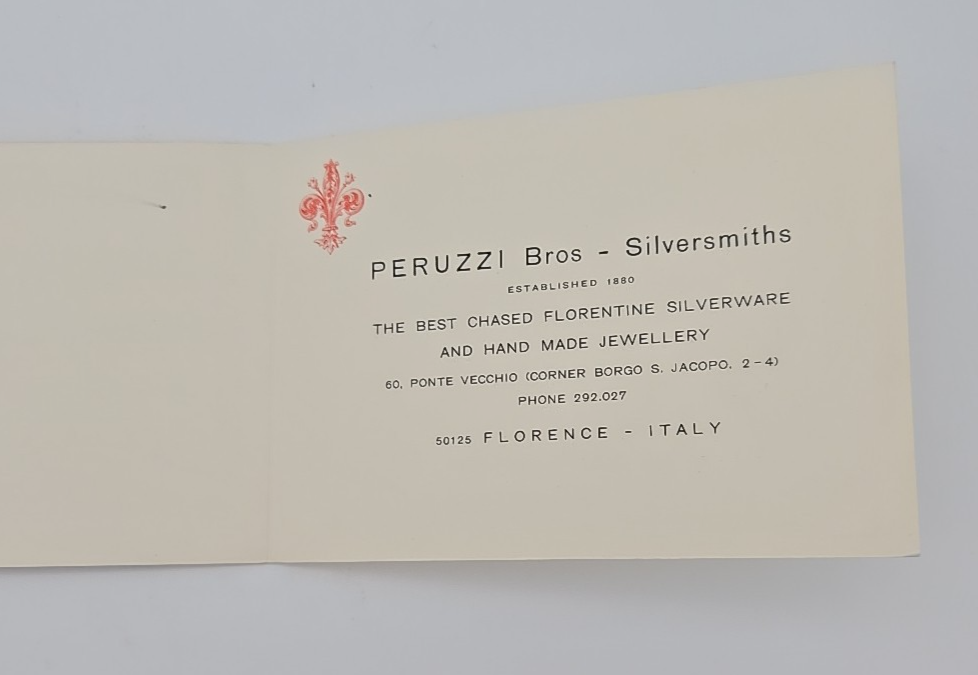 PERUZZI Bros - Silversmiths
ESTABLISHED 1880
THE BEST CHASED FLORENTINE SILVERWARE
AND HAND MADE JEWELLERY
60, PONTE VECCHIO (CORNER BORGO S. JACOPO, 2-4)
PHONE 292.027
50125 FLORENCE - ITALY